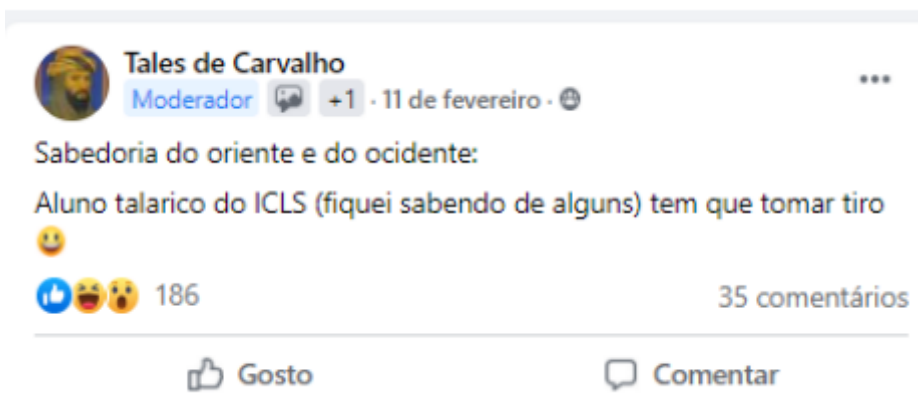 Tales de Carvalho
Moderador +1 · 11 de fevereiro ·
Sabedoria do oriente e do ocidente:
Aluno talarico do ICLS (fiquei sabendo de alguns) tem que tomar tiro
😃
186 35 comentários
Gosto Comentar